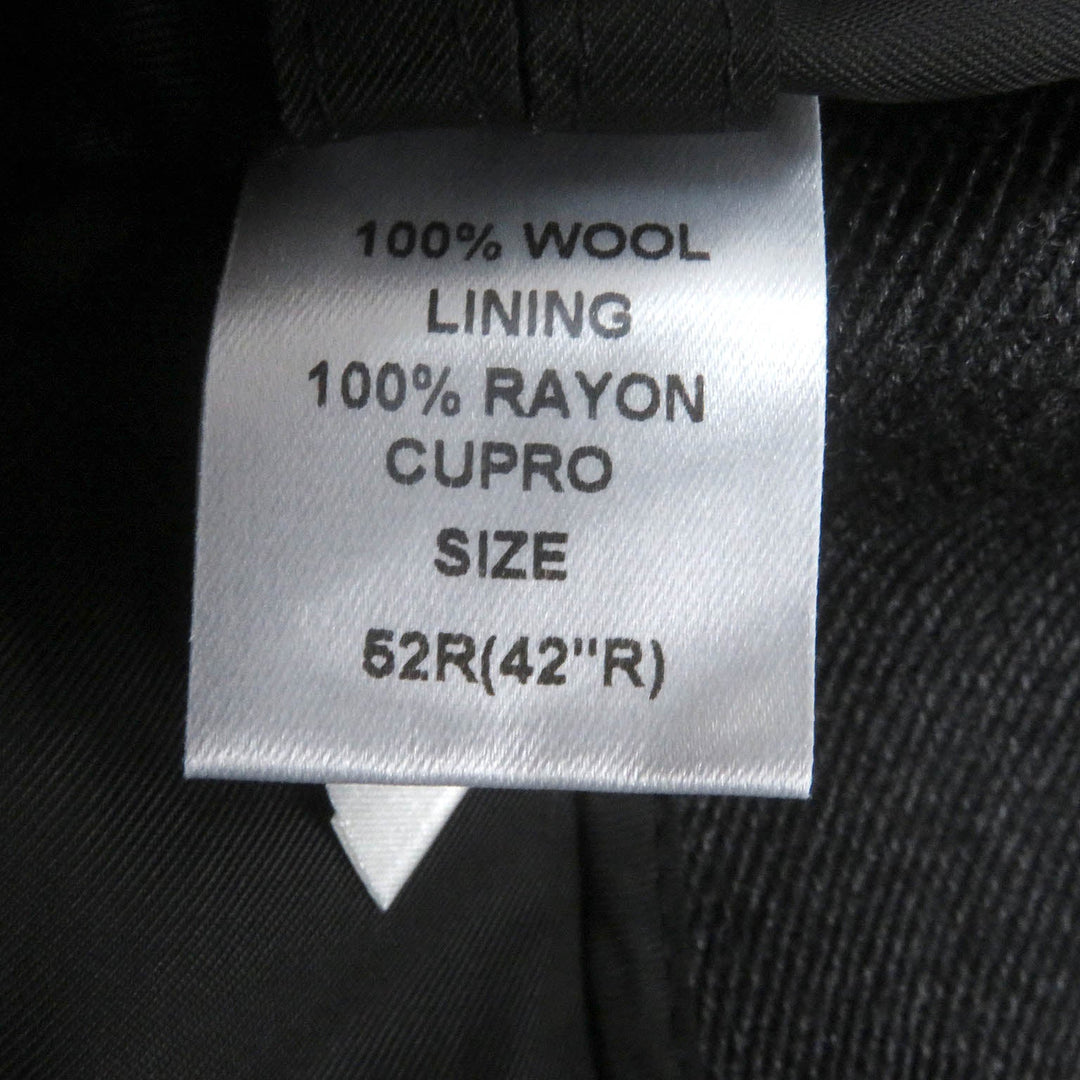 100% WOOL
LINING
100% RAYON
CUPRO
SIZE
52R(42"R)